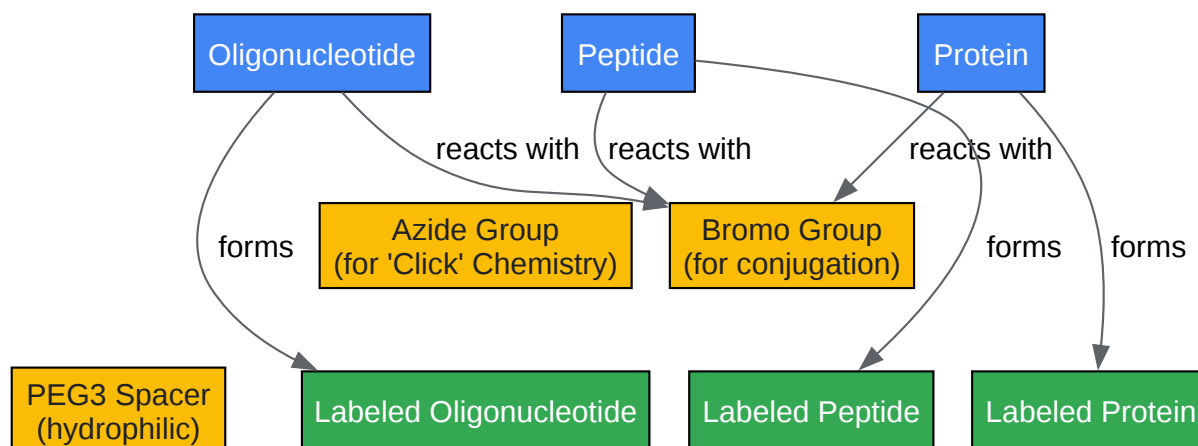 Oligonucleotide
Peptide
Protein
reacts with
reacts with
reacts with
Azide Group
(for 'Click' Chemistry)
Bromo Group
(for conjugation)
forms
forms
forms
PEG3 Spacer
(hydrophilic)
Labeled Oligonucleotide
Labeled Peptide
Labeled Protein